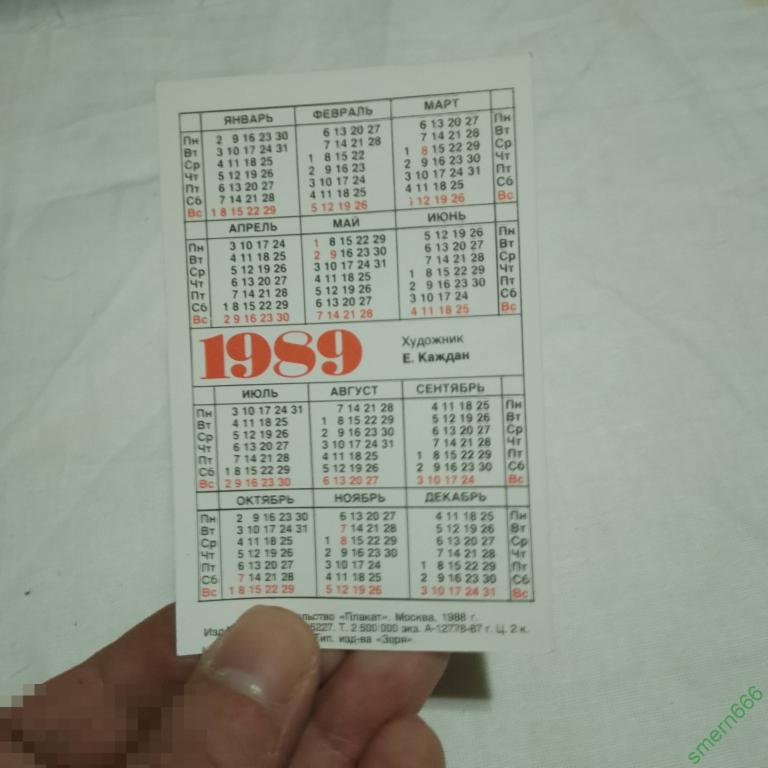 ЯНВАРЬ ФЕВРАЛЬ МАРТ
Пн 2 9 16 23 30 6 13 20 27 6 13 20 27 Пн
Вт 3 10 17 24 31 7 14 21 28 7 14 21 28 Вт
Ср 4 11 18 25 1 8 15 22 1 8 15 22 29 Ср
Чт 5 12 19 26 2 9 16 23 2 9 16 23 30 Чт
Пт 6 13 20 27 3 10 17 24 3 10 17 24 31 Пт
Сб 7 14 21 28 4 11 18 25 4 11 18 25 Сб
Вс 1 8 15 22 29 5 12 19 26 12 19 26 Вс
АПРЕЛЬ МАЙ ИЮНЬ
Пн 3 10 17 24 1 8 15 22 29 5 12 19 26 Пн
Вт 4 11 18 25 2 9 16 23 30 6 13 20 27 Вт
Ср 5 12 19 26 3 10 17 24 31 7 14 21 28 Ср
Чт 6 13 20 27 4 11 18 25 1 8 15 22 29 Чт
Пт 7 14 21 28 5 12 19 26 2 9 16 23 30 Пт
Сб 1 8 15 22 29 6 13 20 27 3 10 17 24 Сб
Вс 2 9 16 23 30 7 14 21 28 4 11 18 25 Вс
1989 Художник
Е. Каждан
ИЮЛЬ АВГУСТ СЕНТЯБРЬ
Пн 3 10 17 24 31 7 14 21 28 4 11 18 25 Пн
Вт 4 11 18 25 1 8 15 22 29 5 12 19 26 Вт
Ср 5 12 19 26 2 9 16 23 30 6 13 20 27 Ср
Чт 6 13 20 27 3 10 17 24 31 7 14 21 28 Чт
Пт 7 14 21 28 4 11 18 25 1 8 15 22 29 Пт
Сб 1 8 15 22 29 5 12 19 26 2 9 16 23 30 Сб
Вс 2 9 16 23 30 6 13 20 27 3 10 17 24 Вс
ОКТЯБРЬ НОЯБРЬ ДЕКАБРЬ
Пн 2 9 16 23 30 6 13 20 27 4 11 18 25 Пн
Вт 3 10 17 24 31 7 14 21 28 5 12 19 26 Вт
Ср 4 11 18 25 1 8 15 22 29 6 13 20 27 Ср
Чт 5 12 19 26 2 9 16 23 30 7 14 21 28 Чт
Пт 6 13 20 27 3 10 17 24 1 8 15 22 29 Пт
Сб 7 14 21 28 4 11 18 25 2 9 16 23 30 Сб
Вс 1 8 15 22 29 5 12 19 26 3 10 17 24 31 Вс
«Плакат». Москва, 1988 г.
Т. 2 500 000 экз. А-12778-87 г. Ц. 2 к.
Тип. изд-ва «Зоря».
smern666